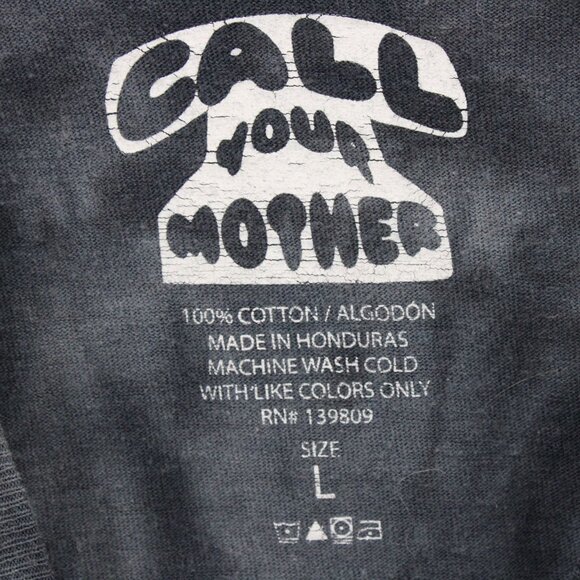 CALL
YOUR
MOTHER
100% COTTON / ALGODÓN
MADE IN HONDURAS
MACHINE WASH COLD
WITH LIKE COLORS ONLY
RN# 139809
SIZE
L